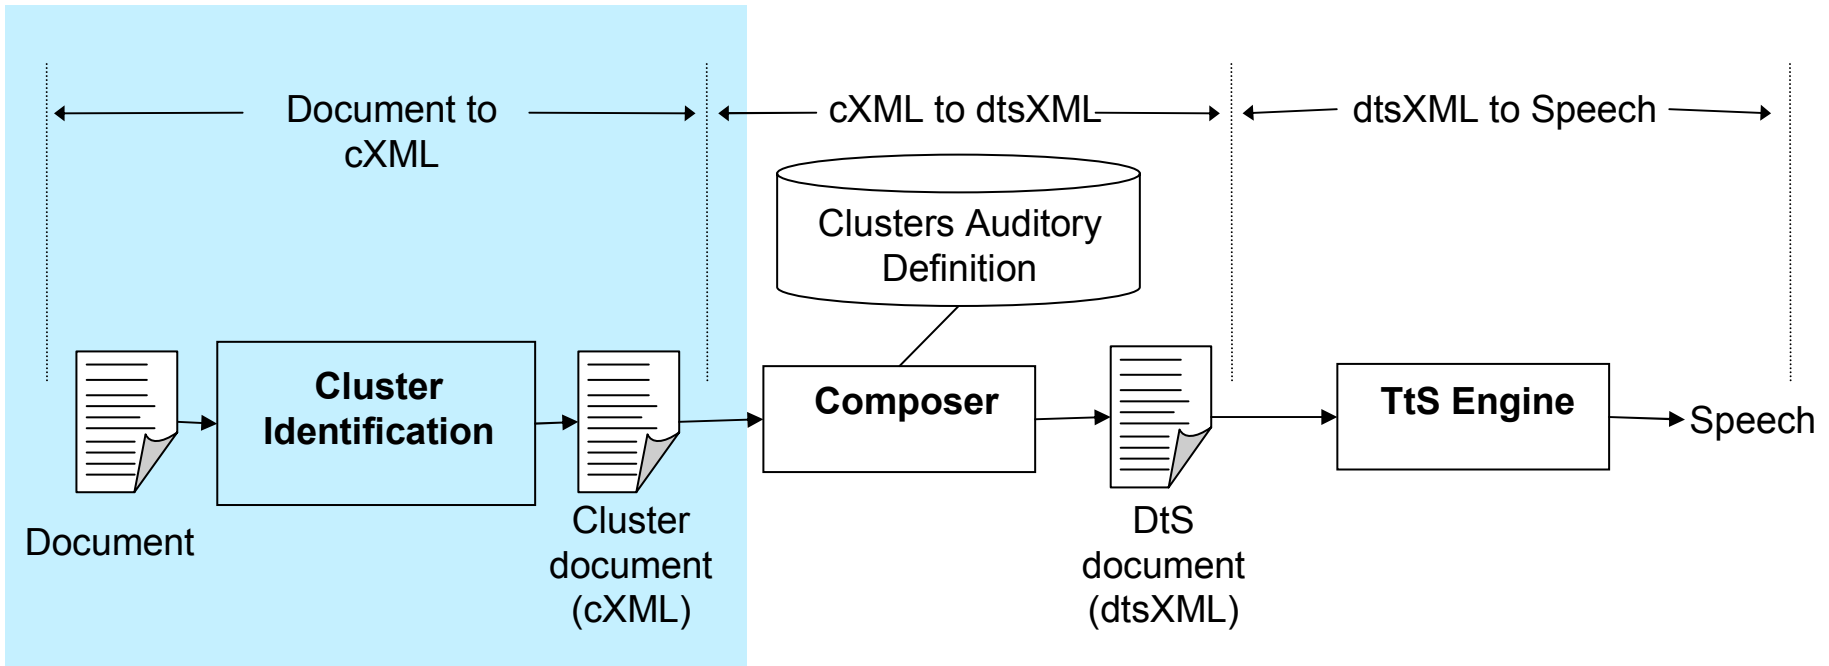 Document to
cXML
cXML to dtsXML
dtsXML to Speech
Clusters Auditory
Definition
Cluster
Identification
Composer
TtS Engine
Speech
Document
Cluster
document
(cXML)
DtS
document
(dtsXML)